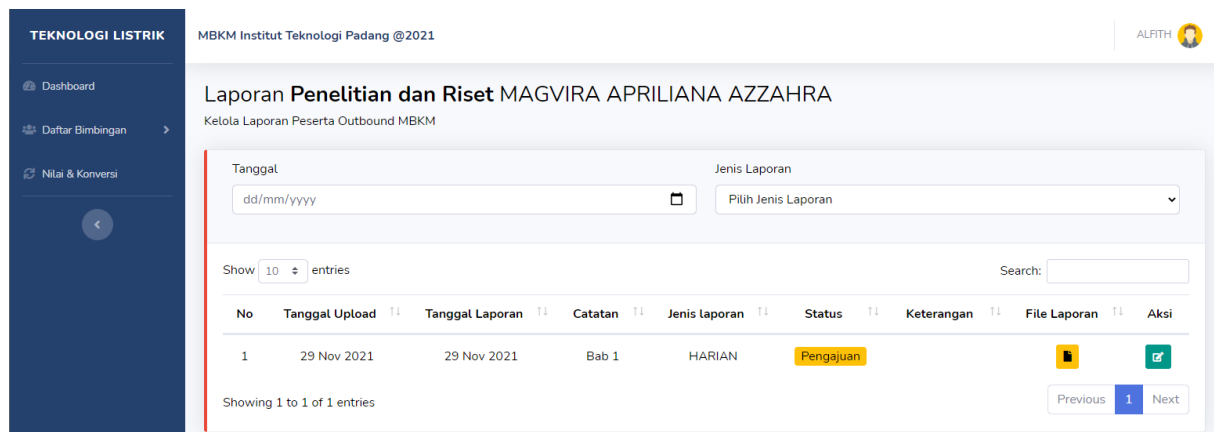 TEKNOLOGI LISTRIK
MBKM Institut Teknologi Padang @2021
ALFITH
Dashboard
Daftar Bimbingan
Nilai & Konversi
Laporan Penelitian dan Riset MAGVIRA APRILIANA AZZAHRA
Kelola Laporan Peserta Outbound MBKM
Tanggal Jenis Laporan
dd/mm/yyyy Pilih Jenis Laporan
Show 10 entries Search:
No Tanggal Upload Tanggal Laporan Catatan Jenis laporan Status Keterangan File Laporan Aksi
1 29 Nov 2021 29 Nov 2021 Bab 1 HARIAN Pengajuan
Showing 1 to 1 of 1 entries Previous 1 Next